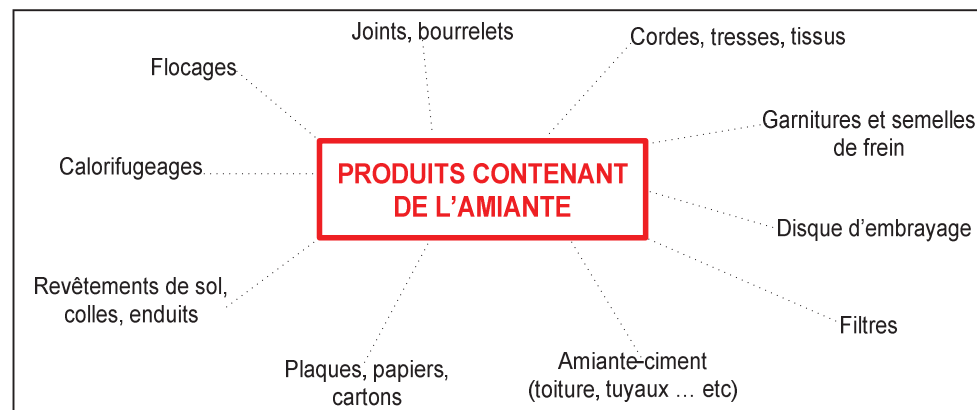 Joints, bourrelets
Cordes, tresses, tissus
Flocages
Garnitures et semelles
de frein
Calorifugeages
PRODUITS CONTENANT
DE L’AMIANTE
Disque d’embrayage
Revêtements de sol,
colles, enduits
Filtres
Plaques, papiers,
cartons
Amiante-ciment
(toiture, tuyaux ... etc)